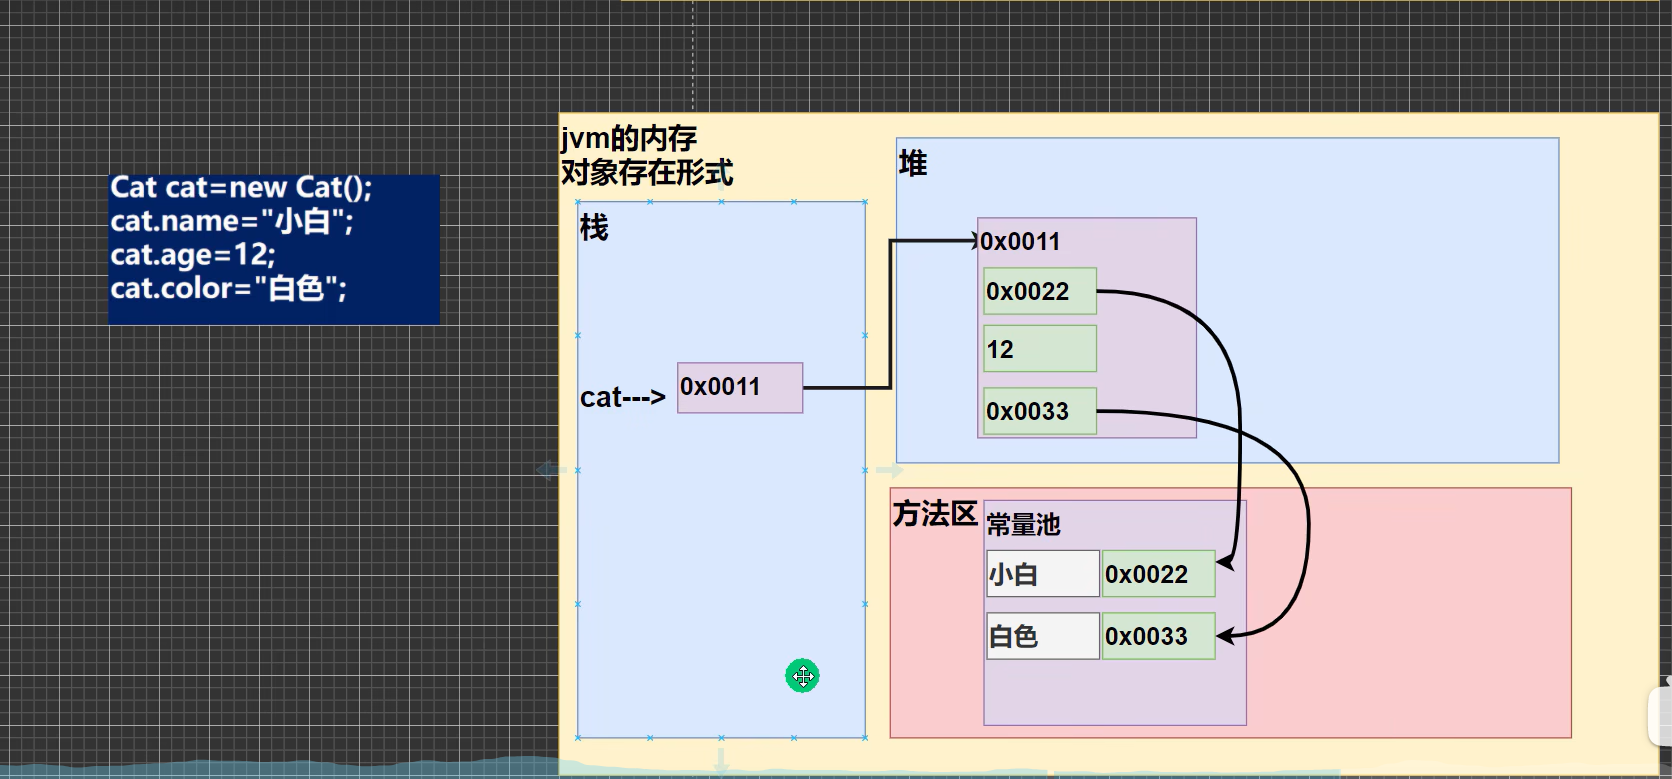 Cat cat=new Cat();
cat.name="小白";
cat.age=12;
cat.color="白色";
jvm的内存
对象存在形式
栈
cat--->
0x0011
堆
0x0011
0x0022
12
0x0033
方法区
常量池
小白
0x0022
白色
0x0033